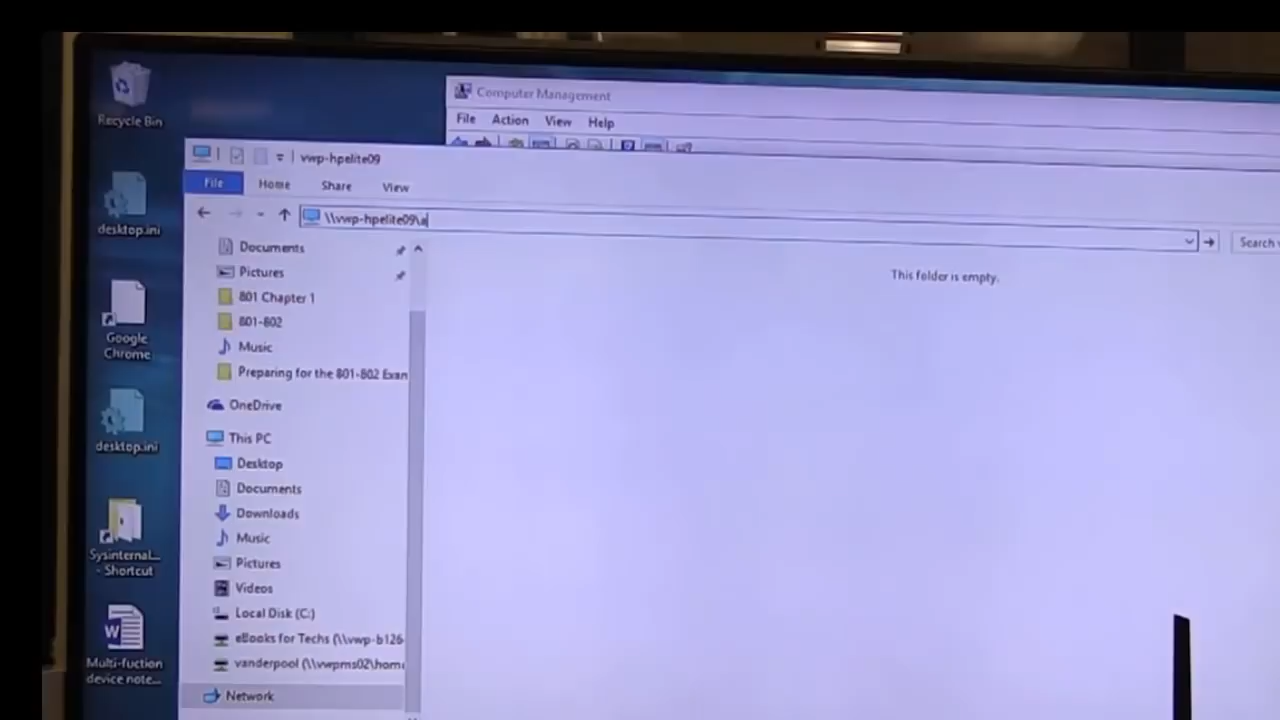 Recycle Bin
desktop.ini
Google
Chrome
desktop.ini
Sysinternal...
- Shortcut
Multi-fuction
device note...
Computer Management
File Action View Help
vwp-hpelite09
File Home Share View
\\vwp-hpelite09\a
Search
Documents
Pictures
801 Chapter 1
801-802
Music
Preparing for the 801-802 Exan
OneDrive
This PC
Desktop
Documents
Downloads
Music
Pictures
Videos
Local Disk (C:)
eBooks for Techs (\\vwp-b126-
vanderpool (\\vwpms02\home
Network
This folder is empty.